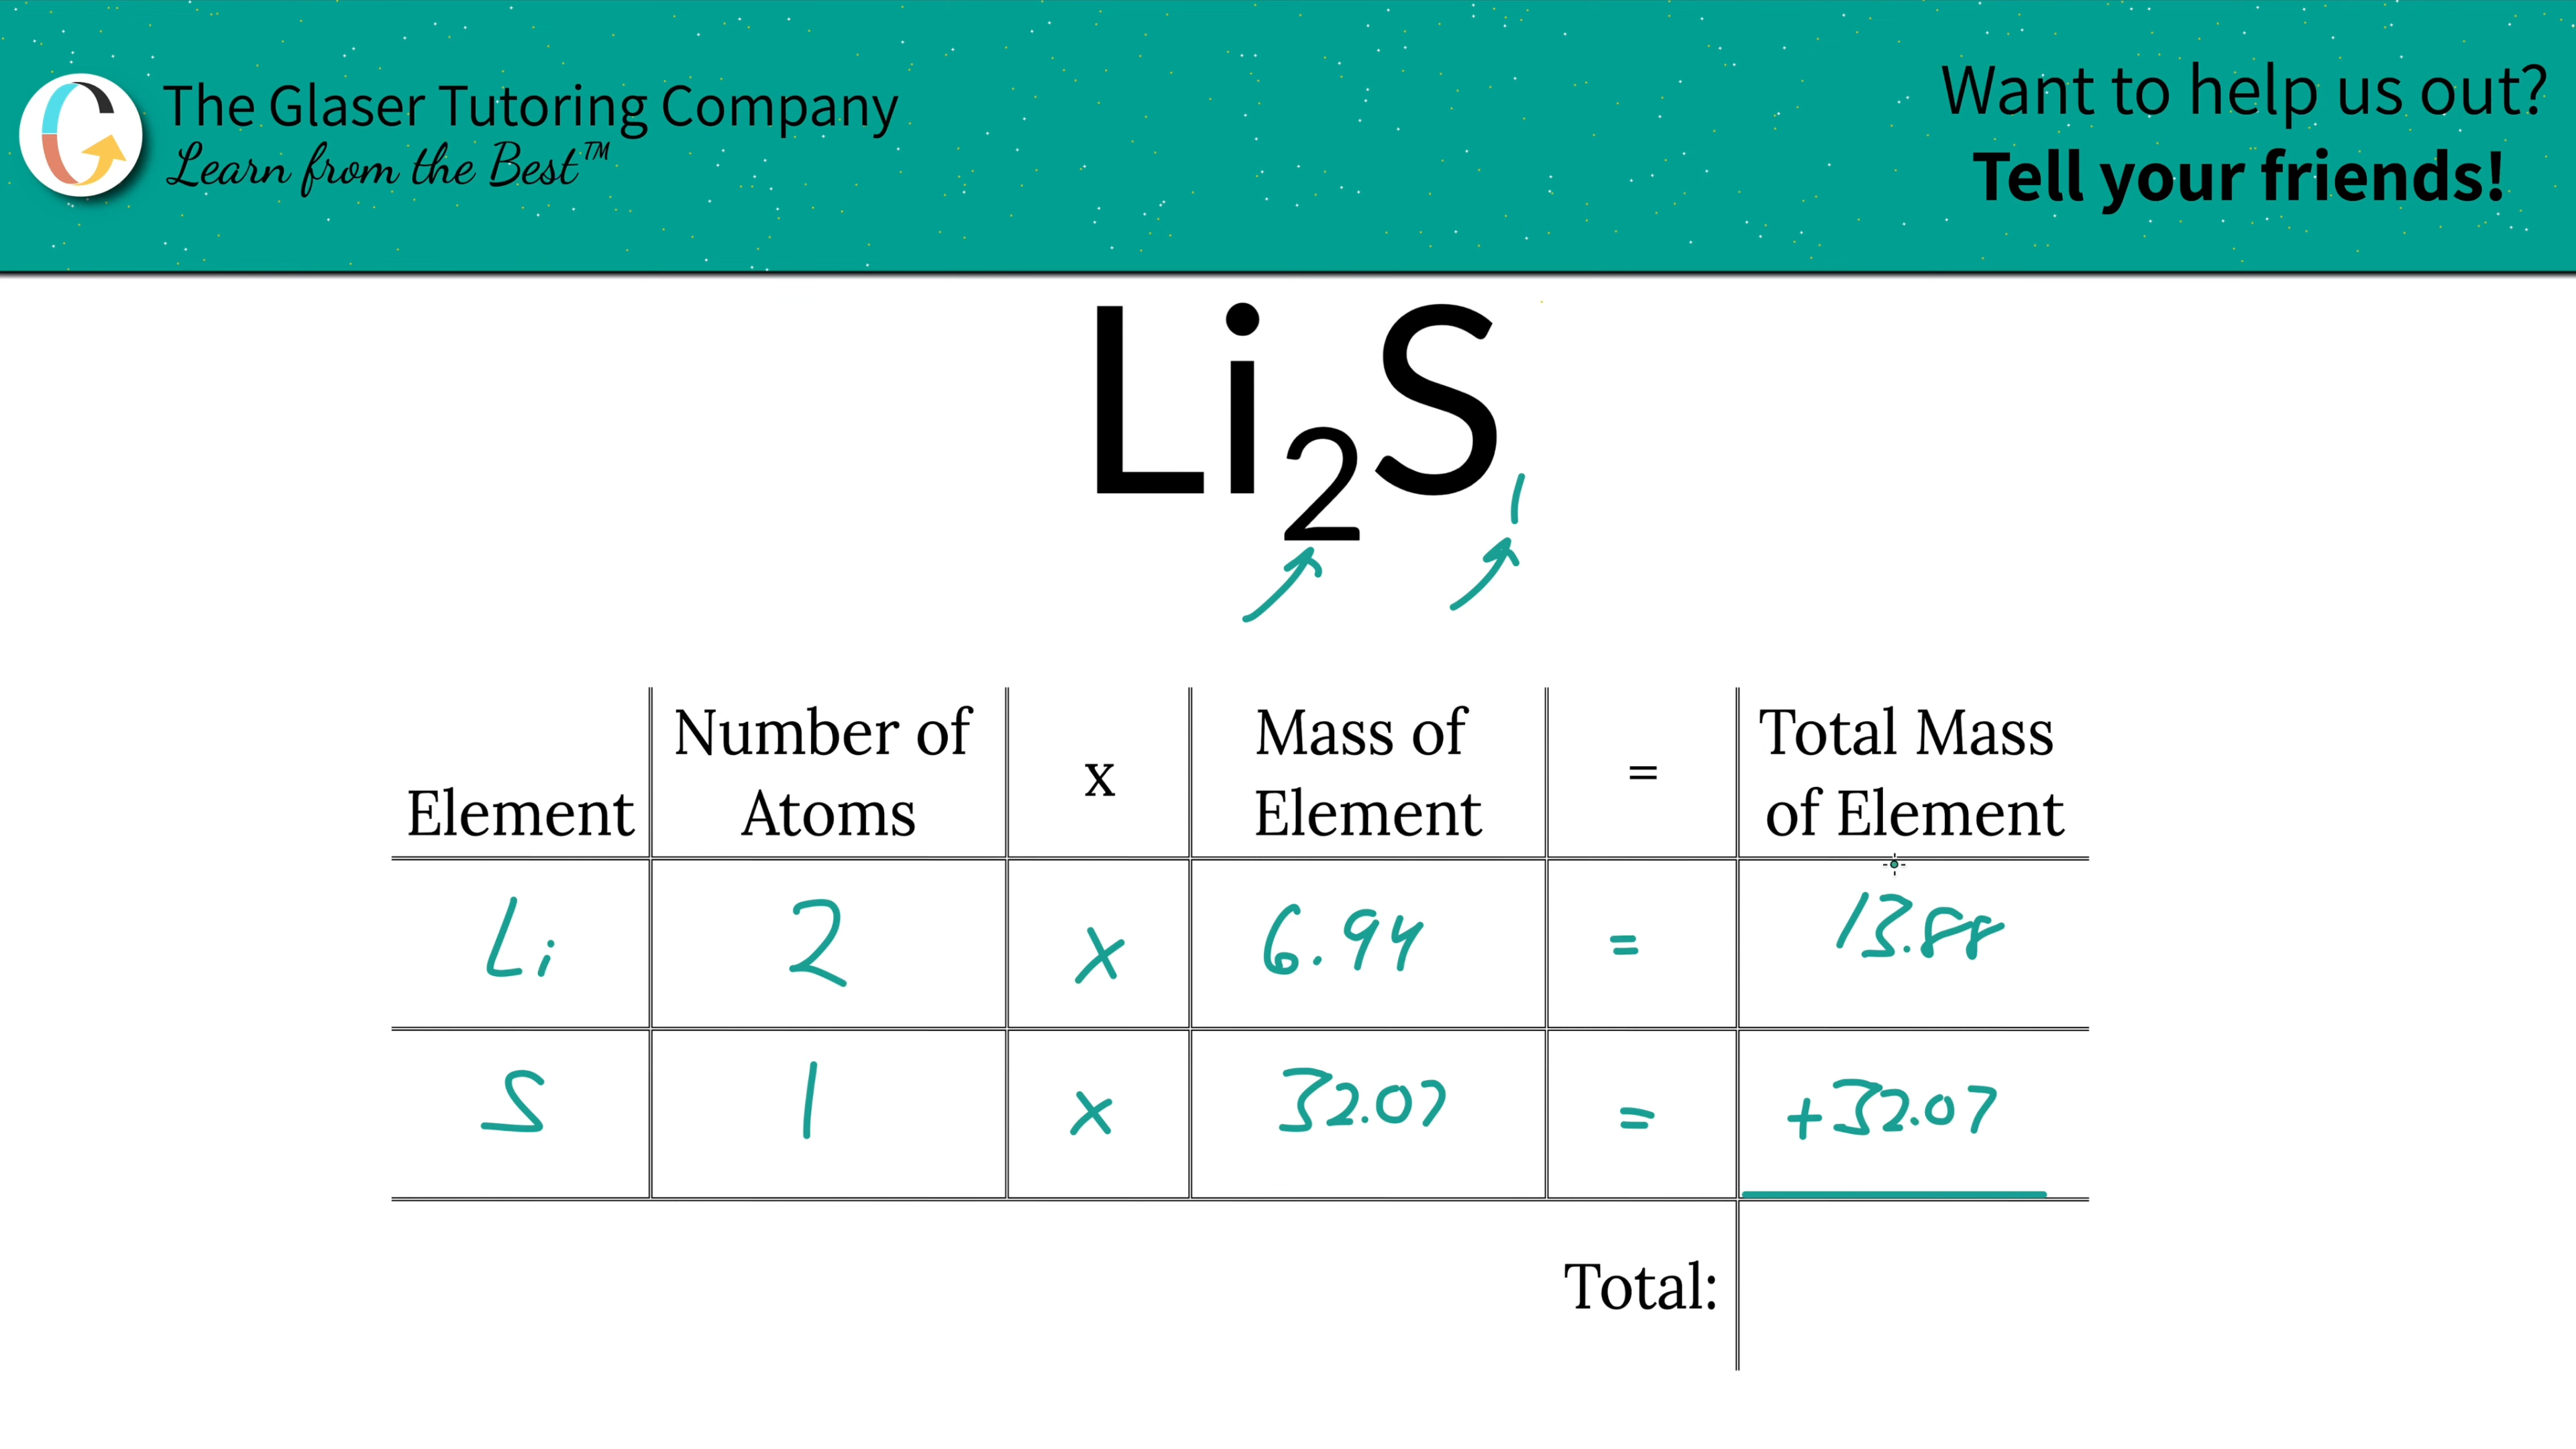 The Glaser Tutoring Company
Learn from the Best™
Want to help us out?
Tell your friends!
Li₂S
1
Element
Number of
Atoms
x
Mass of
Element
=
Total Mass
of Element
Li 2 x 6.94 = 13.88
S 1 x 32.07 = +32.07
Total: